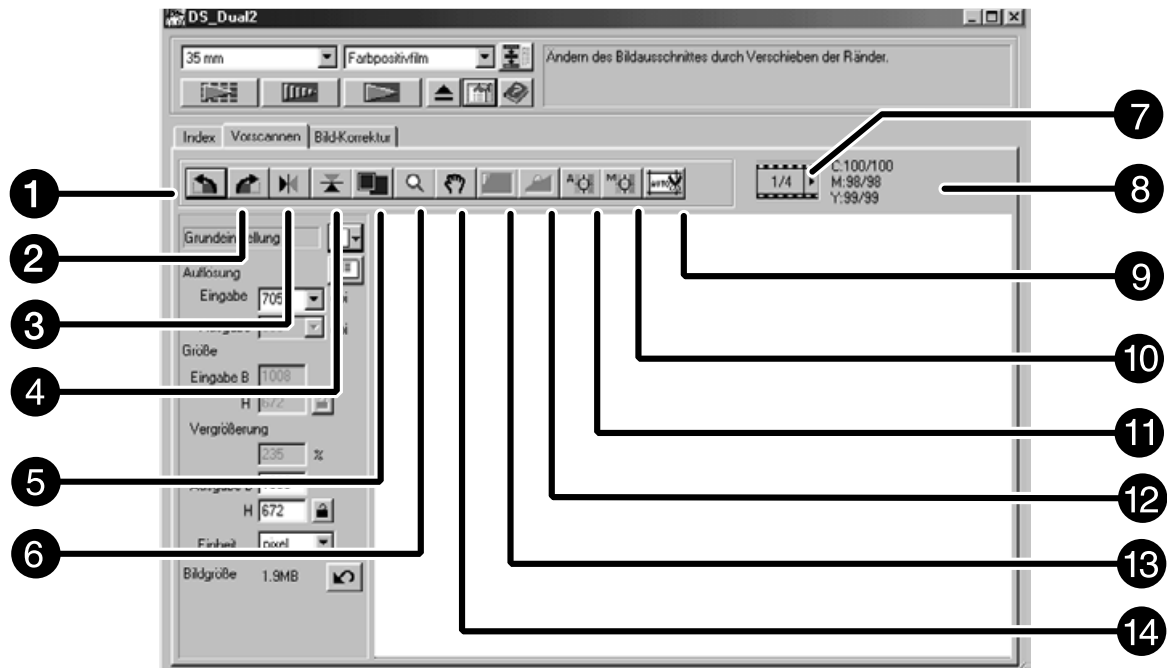 DS_Dual2
35 mm
Farbpositivfilm
Ändern des Bildausschnittes durch Verschieben der Ränder.
Index
Vorscannen
Bild-Korrektur
A
M
AUTO
1/4
C:100/100
M:98/98
Y:99/99
Auflösung
Eingabe
705
Größe
Eingabe B 1008
H 672
Vergrößerung
235 %
H 672
Einheit pixel
Bildgröße 1.9MB
1
2
3
4
5
6
7
8
9
10
11
12
13
14